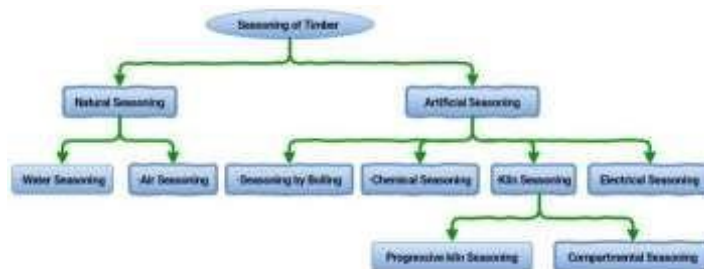 Seasoning of Timber
Natural Seasoning
Artificial Seasoning
Water Seasoning
Air Seasoning
Seasoning by Boiling
Chemical Seasoning
Kiln Seasoning
Electrical Seasoning
Progressive kiln Seasoning
Compartmental Seasoning